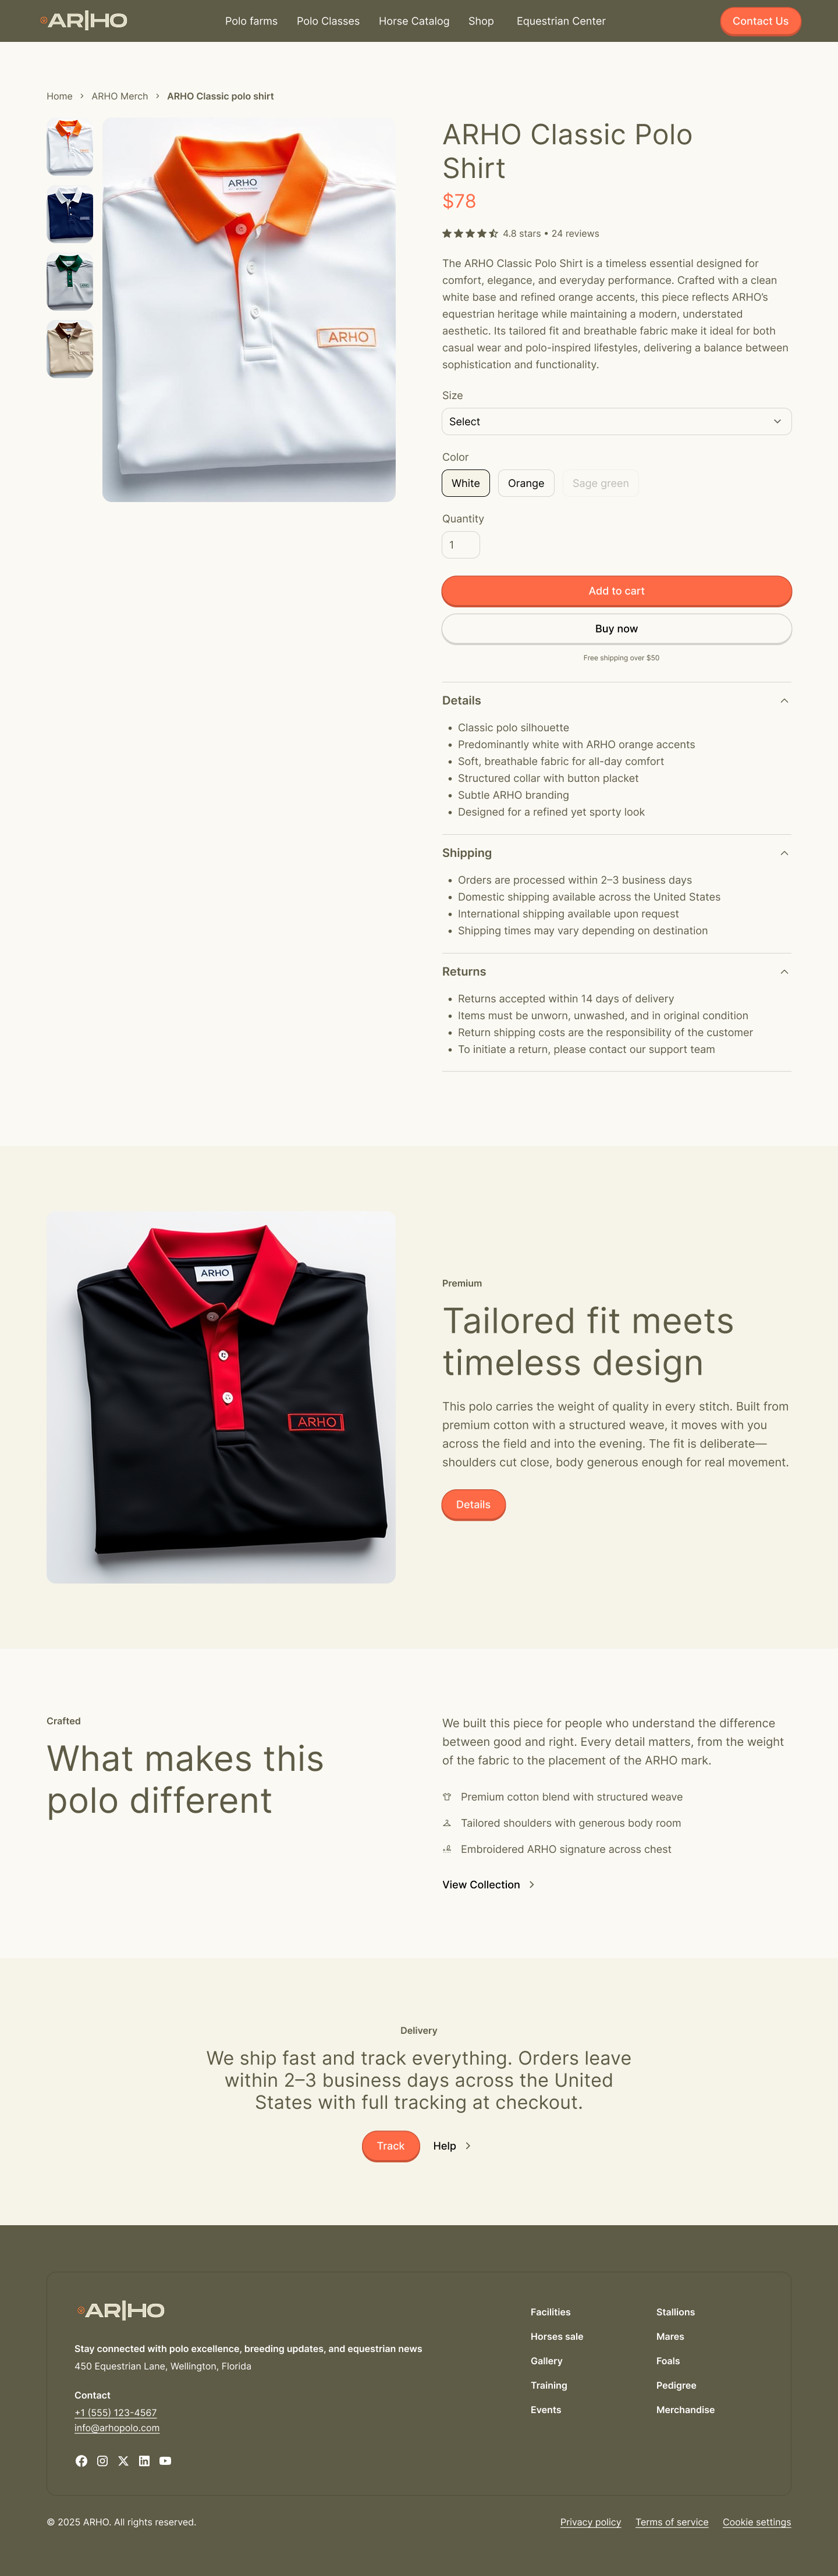 AR|HO
Polo farms
Polo Classes
Horse Catalog
Shop
Equestrian Center
Contact Us
Home
ARHO Merch
ARHO Classic polo shirt
ARHO
ARHO
ARHO Classic Polo
Shirt
$78
4.8 stars • 24 reviews
The ARHO Classic Polo Shirt is a timeless essential designed for
comfort, elegance, and everyday performance. Crafted with a clean
white base and refined orange accents, this piece reflects ARHO's
equestrian heritage while maintaining a modern, understated
aesthetic. Its tailored fit and breathable fabric make it ideal for both
casual wear and polo-inspired lifestyles, delivering a balance between
sophistication and functionality.
Size
Select
Color
White
Orange
Sage green
Quantity
1
Add to cart
Buy now
Free shipping over $50
Details
• Classic polo silhouette
• Predominantly white with ARHO orange accents
• Soft, breathable fabric for all-day comfort
• Structured collar with button placket
• Subtle ARHO branding
• Designed for a refined yet sporty look
Shipping
• Orders are processed within 2–3 business days
• Domestic shipping available across the United States
• International shipping available upon request
• Shipping times may vary depending on destination
Returns
• Returns accepted within 14 days of delivery
• Items must be unworn, unwashed, and in original condition
• Return shipping costs are the responsibility of the customer
• To initiate a return, please contact our support team
ARHO
ARHO
Premium
Tailored fit meets
timeless design
This polo carries the weight of quality in every stitch. Built from
premium cotton with a structured weave, it moves with you
across the field and into the evening. The fit is deliberate—
shoulders cut close, body generous enough for real movement.
Details
Crafted
What makes this
polo different
We built this piece for people who understand the difference
between good and right. Every detail matters, from the weight
of the fabric to the placement of the ARHO mark.
Premium cotton blend with structured weave
Tailored shoulders with generous body room
Embroidered ARHO signature across chest
View Collection
Delivery
We ship fast and track everything. Orders leave
within 2–3 business days across the United
States with full tracking at checkout.
Track
Help
AR|HO
Stay connected with polo excellence, breeding updates, and equestrian news
450 Equestrian Lane, Wellington, Florida
Contact
+1 (555) 123-4567
info@arhopolo.com
Facilities
Horses sale
Gallery
Training
Events
Stallions
Mares
Foals
Pedigree
Merchandise
© 2025 ARHO. All rights reserved.
Privacy policy
Terms of service
Cookie settings